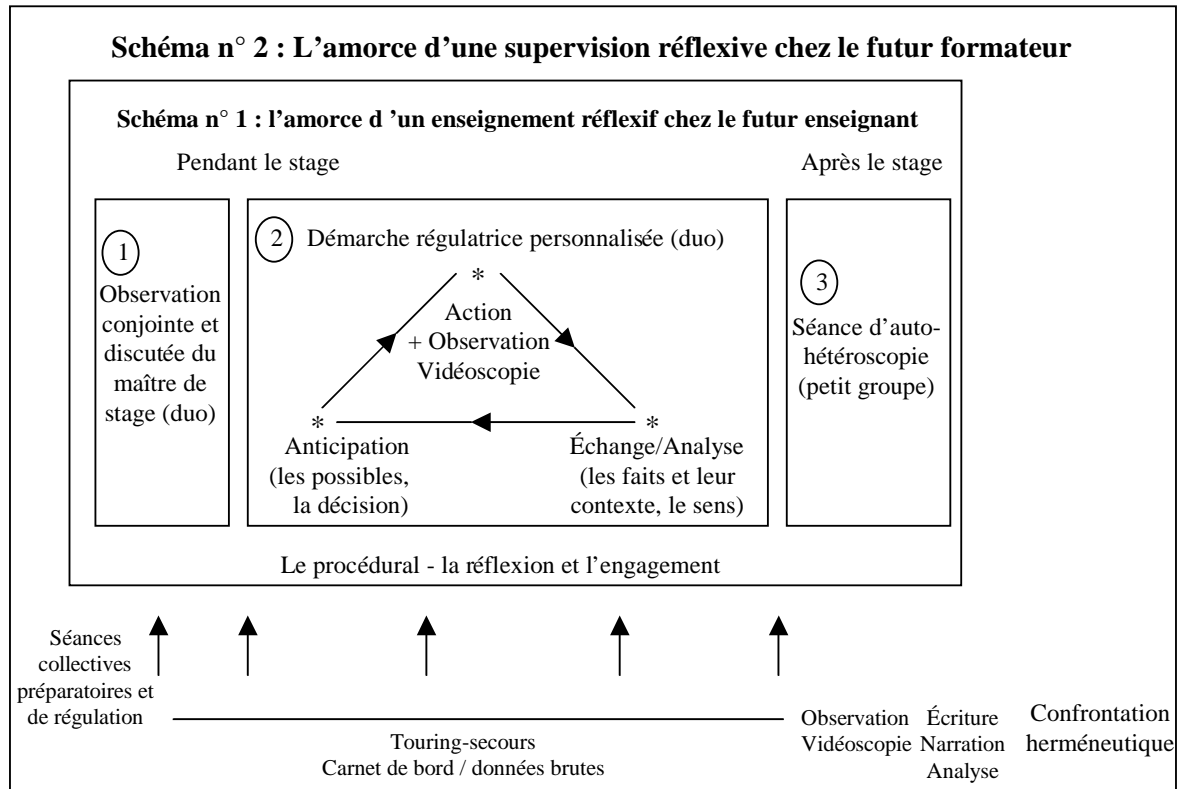 Schéma n° 2 : L’amorce d’une supervision réflexive chez le futur formateur
Schéma n° 1 : l’amorce d ’un enseignement réflexif chez le futur enseignant
Pendant le stage
Après le stage
1
Observation
conjointe et
discutée du
maître de
stage (duo)
2
Démarche régulatrice personnalisée (duo)
*
Action
+ Observation
Vidéoscopie
*
Anticipation
(les possibles,
la décision)
*
Échange/Analyse
(les faits et leur
contexte, le sens)
3
Séance d’auto-
hétéroscopie
(petit groupe)
Le procédural - la réflexion et l’engagement
Séances
collectives
préparatoires et
de régulation
Touring-secours
Carnet de bord / données brutes
Observation
Vidéoscopie
Écriture
Narration
Analyse
Confrontation
herméneutique